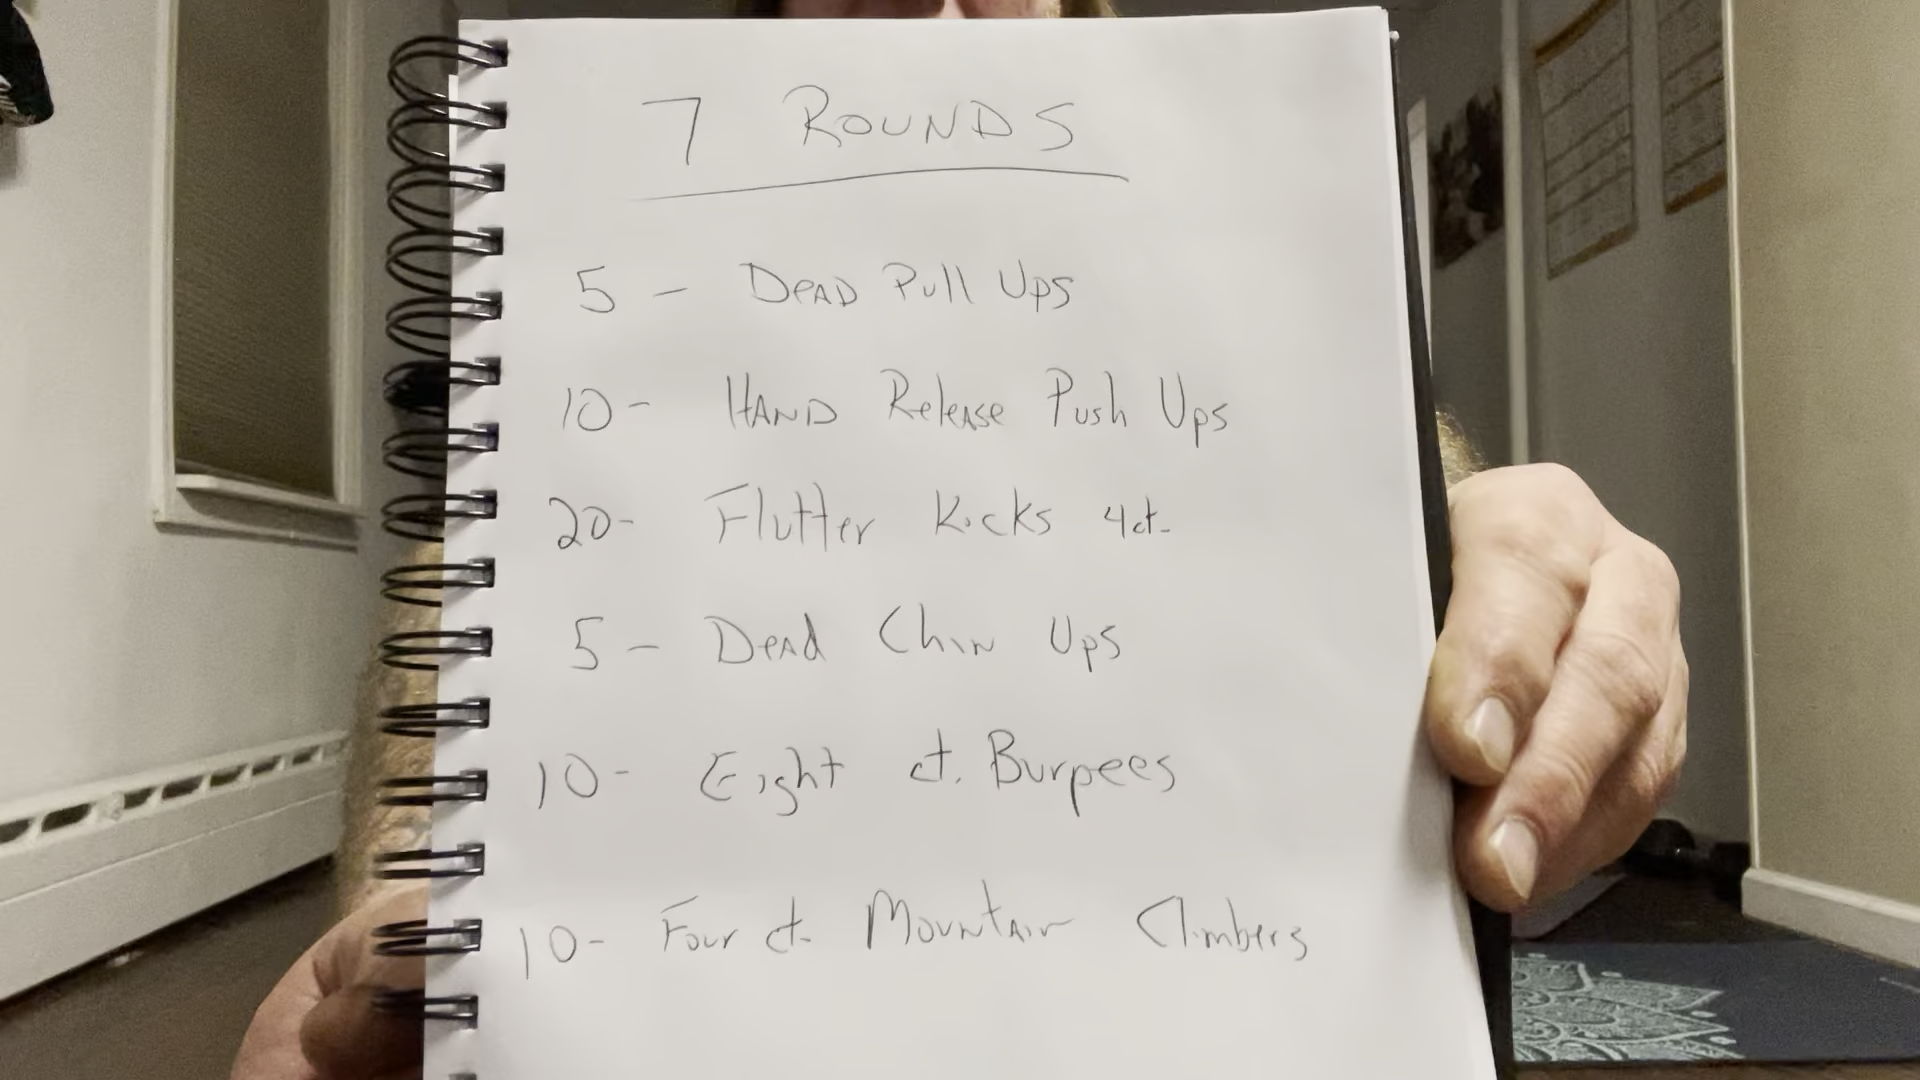 7 ROUNDS
5 - DeAD Pull Ups
10 - HAND Release Push Ups
20 - Flutter Kicks 4ct.
5 - Dead Chin Ups
10 - Eight ct. Burpees
10 - Four ct. Mountain Climbers